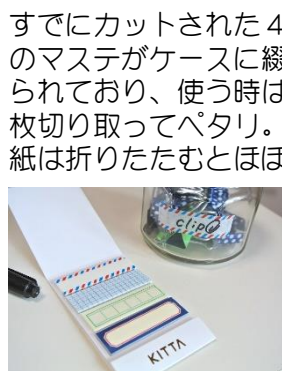 すでにカットされた４
のマステがケースに綴
られており、使う時は
枚切り取ってペタリ。
紙は折りたたむとほぼ
clip
KITTA